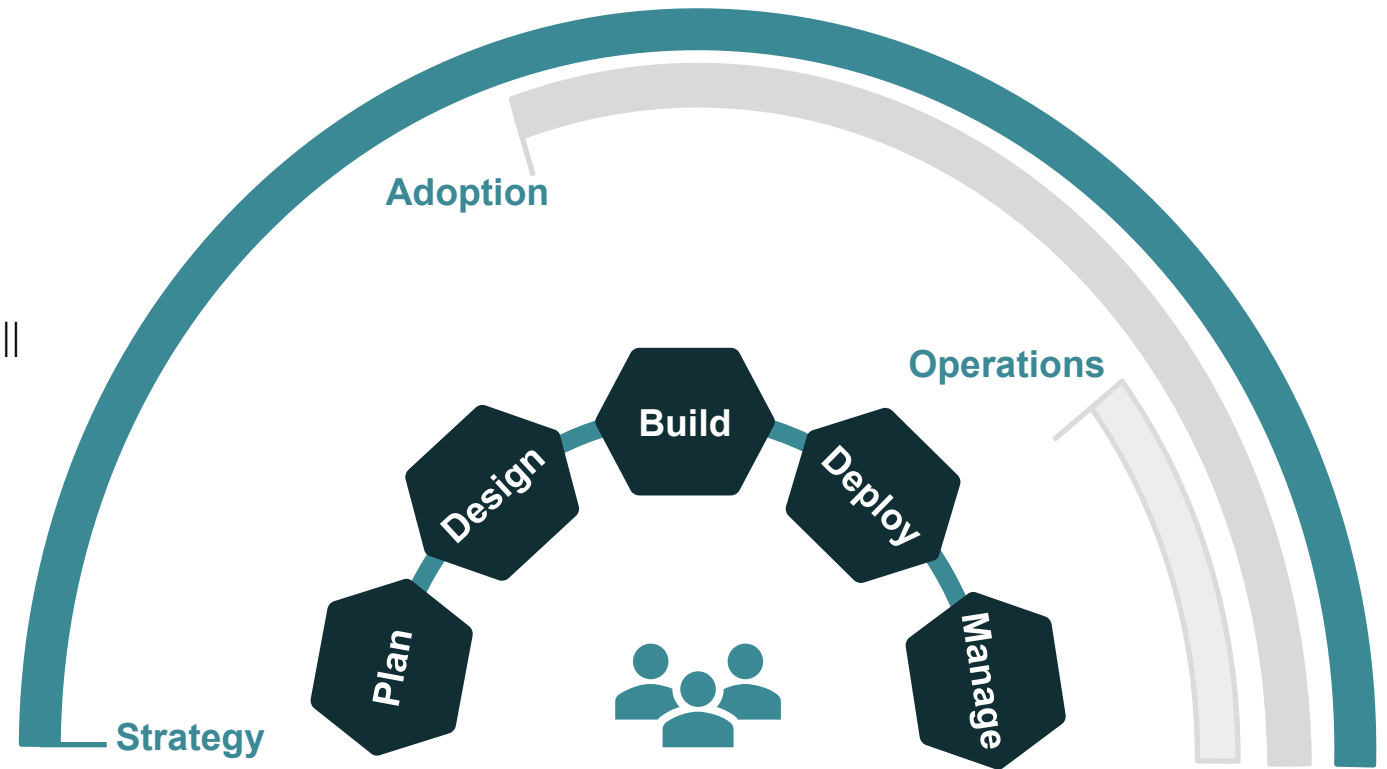 Adoption
||
Operations
Build
Design
Deploy
Plan
Manage
Strategy